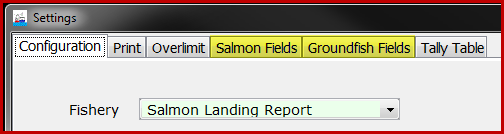 Settings
Configuration Print Overlimit Salmon Fields Groundfish Fields Tally Table
Fishery Salmon Landing Report